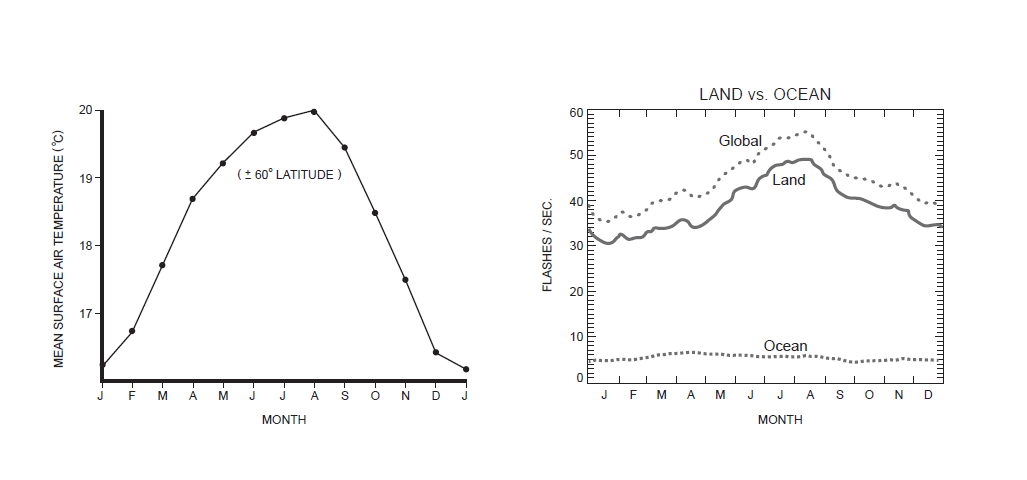 MEAN SURFACE AIR TEMPERATURE (°C)
20
19
18
17
( ± 60° LATITUDE )
J F M A M J J A S O N D J
MONTH
LAND vs. OCEAN
FLASHES / SEC.
60
50
40
30
20
10
0
Global
Land
Ocean
J F M A M J J A S O N D
MONTH